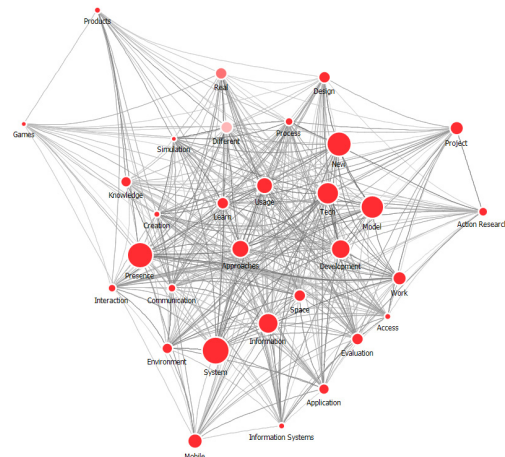 Products
Real
Design
Games
Process
Different
Project
Simulation
New
Knowledge
Usage
Tech
Learn
Creation
Model
Action Research
Approaches
Development
Presence
Work
Interaction
Communication
Space
Access
Information
Evaluation
Environment
System
Application
Information Systems
Mobile